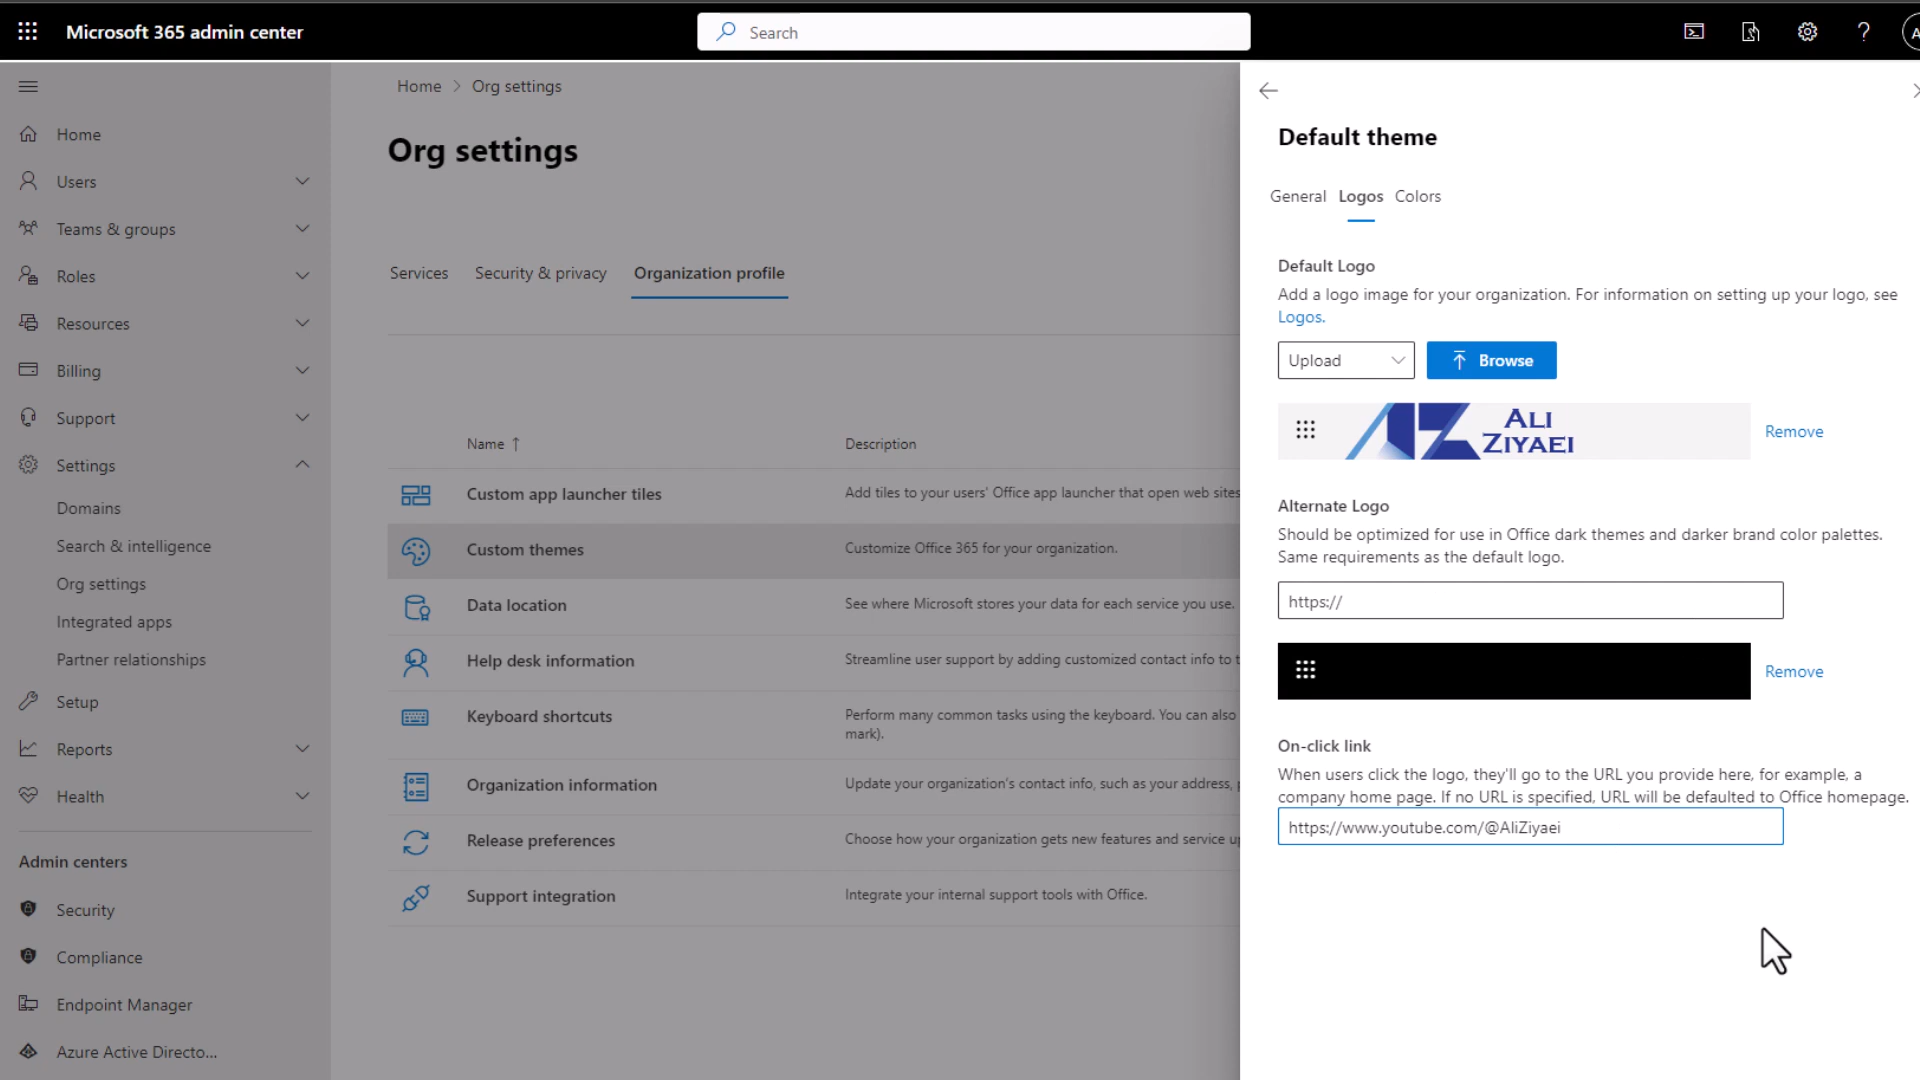 Microsoft 365 admin center
Search
?
A
Home
Users
Teams & groups
Roles
Resources
Billing
Support
Settings
Domains
Search & intelligence
Org settings
Integrated apps
Partner relationships
Setup
Reports
Health
Admin centers
Security
Compliance
Endpoint Manager
Azure Active Directo...
Home > Org settings
Org settings
Services Security & privacy Organization profile
Name ↑ Description
Custom app launcher tiles Add tiles to your users' Office app launcher that open web sites
Custom themes Customize Office 365 for your organization.
Data location See where Microsoft stores your data for each service you use.
Help desk information Streamline user support by adding customized contact info to t
Keyboard shortcuts Perform many common tasks using the keyboard. You can also
mark).
Organization information Update your organization's contact info, such as your address, p
Release preferences Choose how your organization gets new features and service up
Support integration Integrate your internal support tools with Office.
Default theme
General Logos Colors
Default Logo
Add a logo image for your organization. For information on setting up your logo, see
Logos.
Upload Browse
AZ ALI
ZIYAEI
Remove
Alternate Logo
Should be optimized for use in Office dark themes and darker brand color palettes.
Same requirements as the default logo.
https://
Remove
On-click link
When users click the logo, they'll go to the URL you provide here, for example, a
company home page. If no URL is specified, URL will be defaulted to Office homepage.
https://www.youtube.com/@AliZiyaei